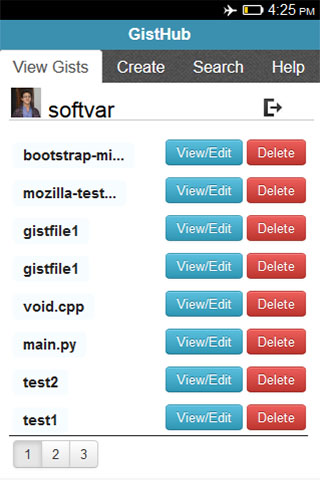 4:25 PM
GistHub
View Gists Create Search Help
softvar
bootstrap-mi... View/Edit Delete
mozilla-test... View/Edit Delete
gistfile1 View/Edit Delete
gistfile1 View/Edit Delete
void.cpp View/Edit Delete
main.py View/Edit Delete
test2 View/Edit Delete
test1 View/Edit Delete
1 2 3